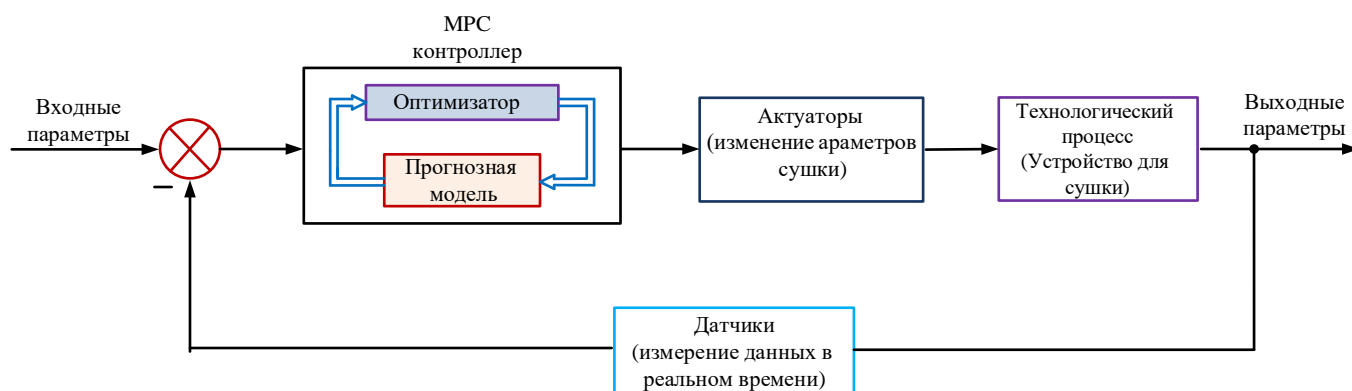 МРС
контроллер
Входные
параметры
Оптимизатор
Прогнозная
модель
Актуаторы
(изменение араметров
сушки)
Технологический
процесс
(Устройство для
сушки)
Выходные
параметры
−
Датчики
(измерение данных в
реальном времени)